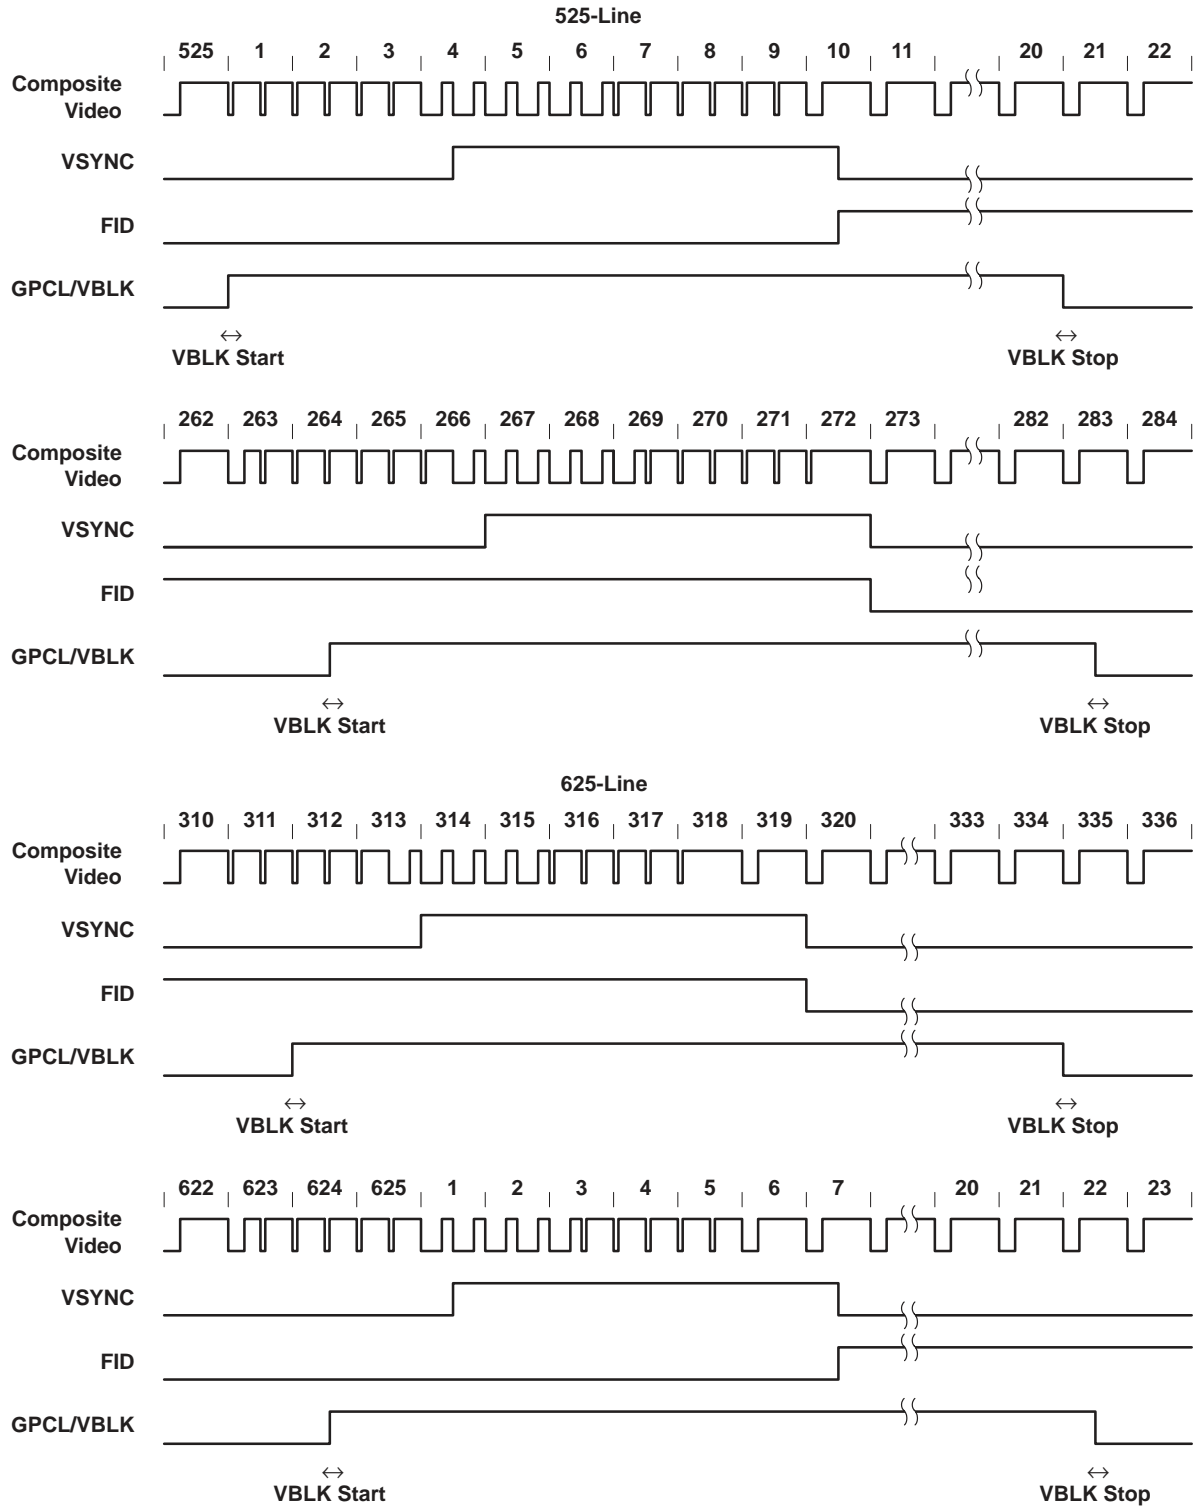 525-Line
525 1 2 3 4 5 6 7 8 9 10 11 20 21 22
Composite
Video
VSYNC
FID
GPCL/VBLK
VBLK Start VBLK Stop
262 263 264 265 266 267 268 269 270 271 272 273 282 283 284
Composite
Video
VSYNC
FID
GPCL/VBLK
VBLK Start VBLK Stop
625-Line
310 311 312 313 314 315 316 317 318 319 320 333 334 335 336
Composite
Video
VSYNC
FID
GPCL/VBLK
VBLK Start VBLK Stop
622 623 624 625 1 2 3 4 5 6 7 20 21 22 23
Composite
Video
VSYNC
FID
GPCL/VBLK
VBLK Start VBLK Stop